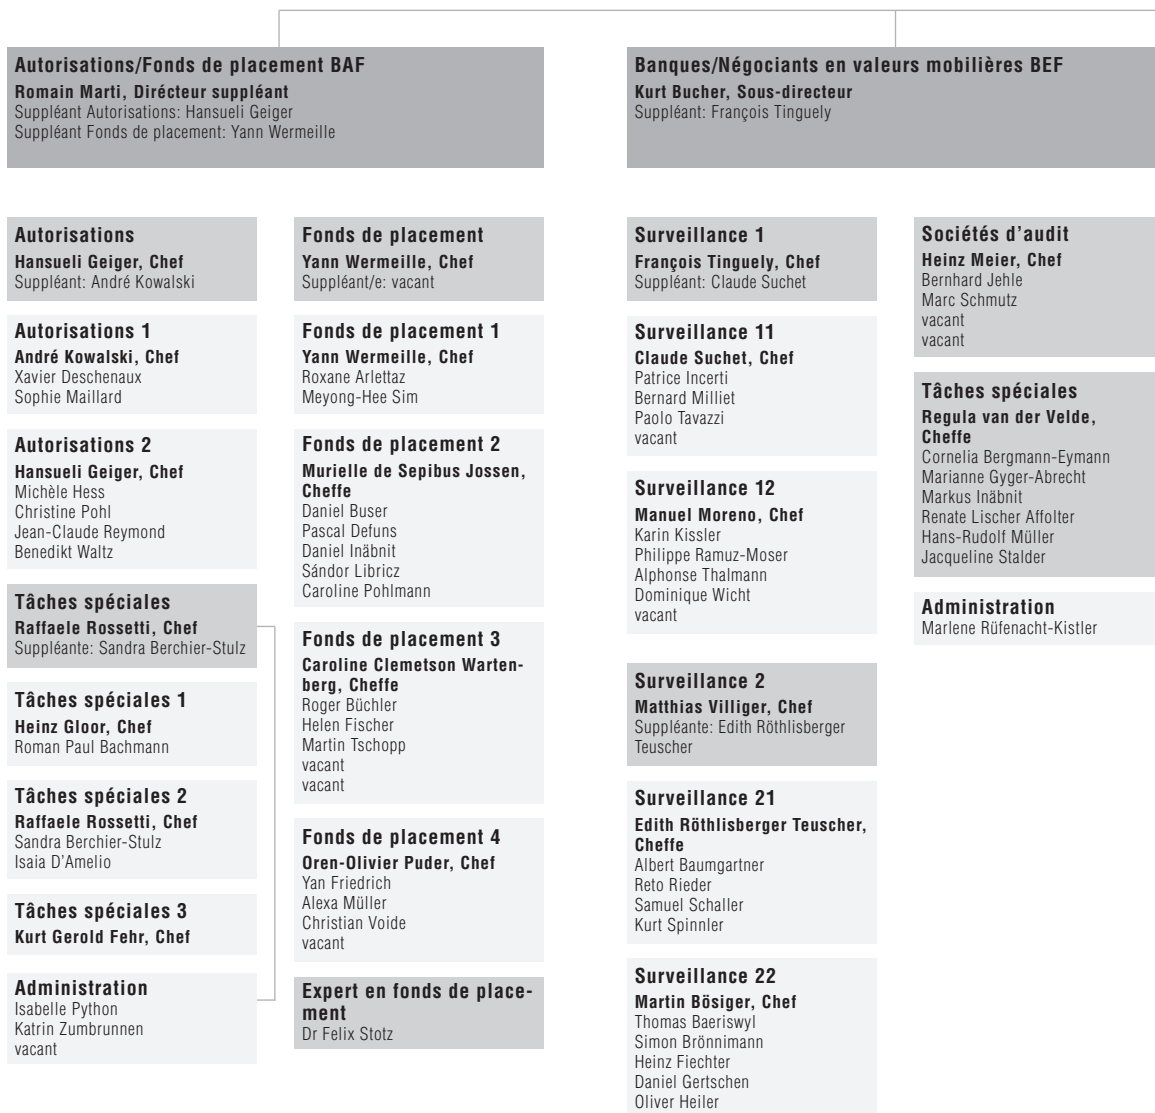 Autorisations/Fonds de placement BAF
Romain Marti, Dirécteur suppléant
Suppléant Autorisations: Hansueli Geiger
Suppléant Fonds de placement: Yann Wermeille
Autorisations
Hansueli Geiger, Chef
Suppléant: André Kowalski
Autorisations 1
André Kowalski, Chef
Xavier Deschenaux
Sophie Maillard
Autorisations 2
Hansueli Geiger, Chef
Michèle Hess
Christine Pohl
Jean-Claude Reymond
Benedikt Waltz
Tâches spéciales
Raffaele Rossetti, Chef
Suppléante: Sandra Berchier-Stulz
Tâches spéciales 1
Heinz Gloor, Chef
Roman Paul Bachmann
Tâches spéciales 2
Raffaele Rossetti, Chef
Sandra Berchier-Stulz
Isaia D'Amelio
Tâches spéciales 3
Kurt Gerold Fehr, Chef
Administration
Isabelle Python
Katrin Zumbrunnen
vacant
Fonds de placement
Yann Wermeille, Chef
Suppléant/e: vacant
Fonds de placement 1
Yann Wermeille, Chef
Roxane Arlettaz
Meyong-Hee Sim
Fonds de placement 2
Murielle de Sepibus Jossen,
Cheffe
Daniel Buser
Pascal Defuns
Daniel Inäbnit
Sándor Libricz
Caroline Pohlmann
Fonds de placement 3
Caroline Clemetson Warten-
berg, Cheffe
Roger Büchler
Helen Fischer
Martin Tschopp
vacant
vacant
Fonds de placement 4
Oren-Olivier Puder, Chef
Yan Friedrich
Alexa Müller
Christian Voide
vacant
Expert en fonds de place-
ment
Dr Felix Stotz
Banques/Négociants en valeurs mobilières BEF
Kurt Bucher, Sous-directeur
Suppléant: François Tinguely
Surveillance 1
François Tinguely, Chef
Suppléant: Claude Suchet
Surveillance 11
Claude Suchet, Chef
Patrice Incerti
Bernard Milliet
Paolo Tavazzi
vacant
Surveillance 12
Manuel Moreno, Chef
Karin Kissler
Philippe Ramuz-Moser
Alphonse Thalmann
Dominique Wicht
vacant
Surveillance 2
Matthias Villiger, Chef
Suppléante: Edith Röthlisberger
Teuscher
Surveillance 21
Edith Röthlisberger Teuscher,
Cheffe
Albert Baumgartner
Reto Rieder
Samuel Schaller
Kurt Spinnler
Surveillance 22
Martin Bösiger, Chef
Thomas Baeriswyl
Simon Brönnimann
Heinz Fiechter
Daniel Gertschen
Oliver Heiler
Sociétés d'audit
Heinz Meier, Chef
Bernhard Jehle
Marc Schmutz
vacant
vacant
Tâches spéciales
Regula van der Velde,
Cheffe
Cornelia Bergmann-Eymann
Marianne Gyger-Abrecht
Markus Inäbnit
Renate Lischer Affolter
Hans-Rudolf Müller
Jacqueline Stalder
Administration
Marlene Rüfenacht-Kistler